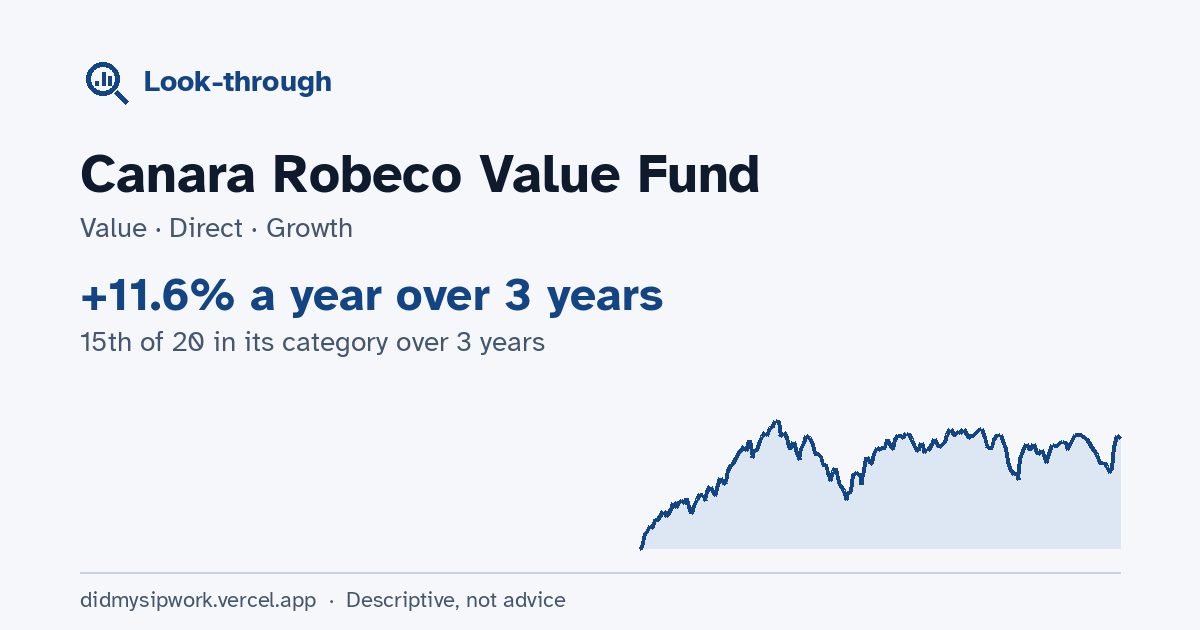 Look-through
Canara Robeco Value Fund
Value · Direct · Growth
+11.6% a year over 3 years
15th of 20 in its category over 3 years
didmysipwork.vercel.app · Descriptive, not advice